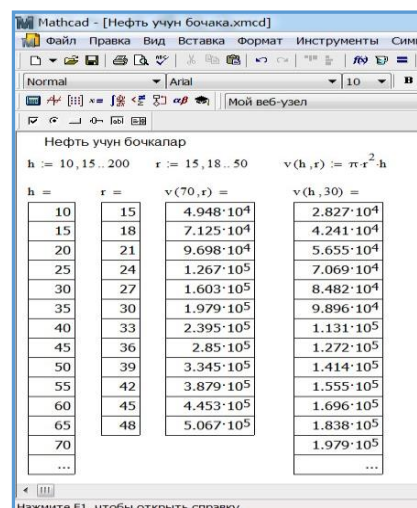 Mathcad - [Нефть учун бочака.xmcd]
Файл Правка Вид Вставка Формат Инструменты
Normal Arial 10 B
Мой веб-узел
Нефть учун бочкалар
h := 10,15..200 r := 15,18..50 v(h,r) := π·r²·h
h = r = v(70,r) = v(h,30) =
10 15 4.948·10⁴ 2.827·10⁴
15 18 7.125·10⁴ 4.241·10⁴
20 21 9.698·10⁴ 5.655·10⁴
25 24 1.267·10⁵ 7.069·10⁴
30 27 1.603·10⁵ 8.482·10⁴
35 30 1.979·10⁵ 9.896·10⁴
40 33 2.395·10⁵ 1.131·10⁵
45 36 2.85·10⁵ 1.272·10⁵
50 39 3.345·10⁵ 1.414·10⁵
55 42 3.879·10⁵ 1.555·10⁵
60 45 4.453·10⁵ 1.696·10⁵
65 48 5.067·10⁵ 1.838·10⁵
70 1.979·10⁵
... ...
Нажмите F1, чтобы открыть справку